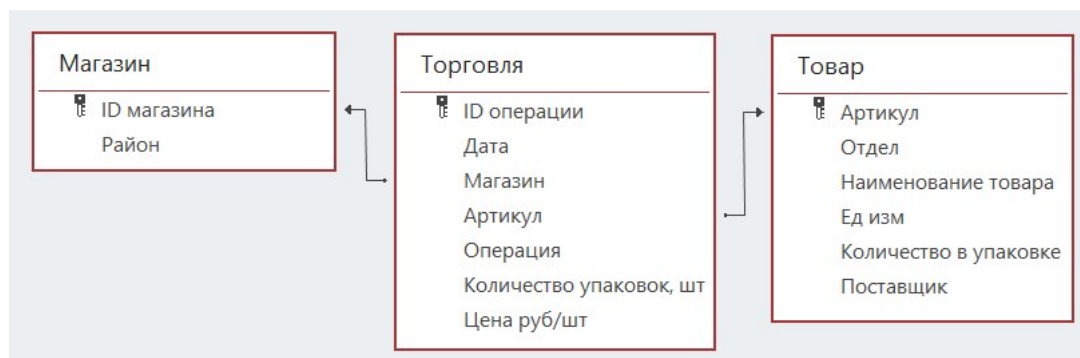 Магазин
ID магазина
Район
Торговля
ID операции
Дата
Магазин
Артикул
Операция
Количество упаковок, шт
Цена руб/шт
Товар
Артикул
Отдел
Наименование товара
Ед изм
Количество в упаковке
Поставщик